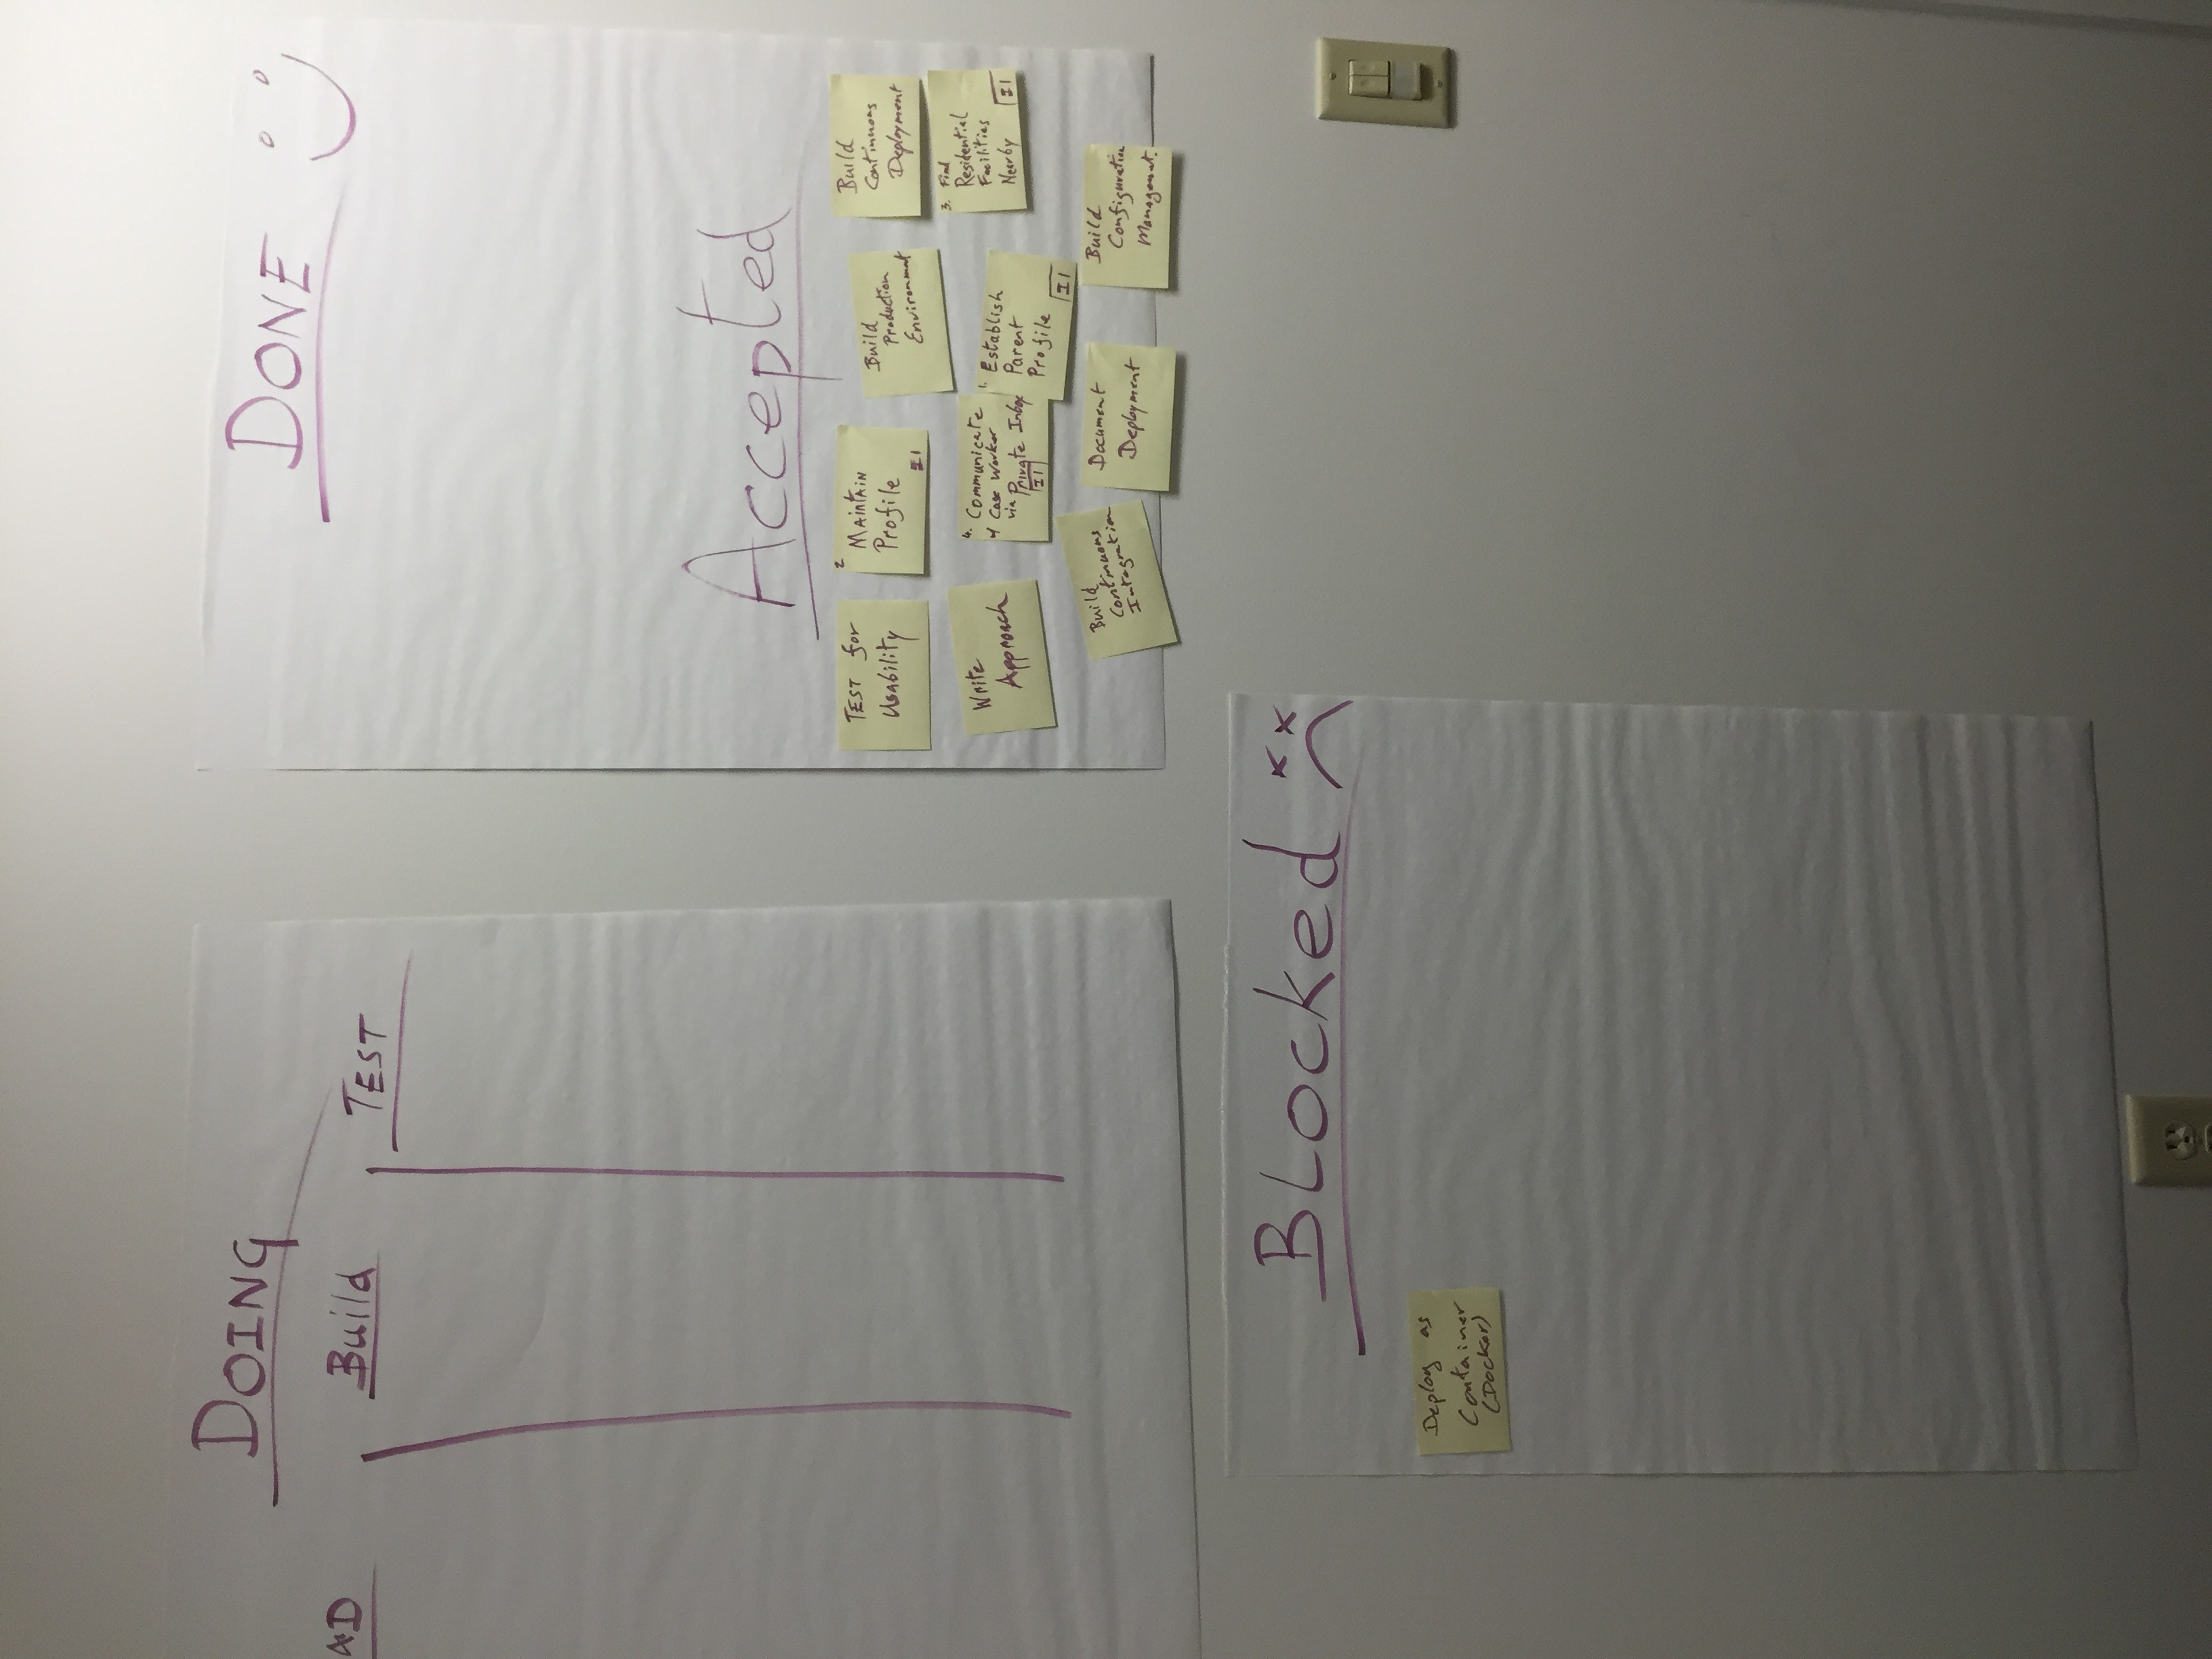 DOING
AD
Build
TEST
DONE
Accepted
TEST for
Usability
2
MAintAiN
Profile
I1
Build
Production
Environment
Build
Continuous
Deployment
Write
Approach
4. Communicate
w/ Case Worker
via Private Inbox
I1
1. Establish
Parent
Profile
I1
3. Find
Residential
Facilities
Nearby
I1
Build
Continuous
Integration
Document
Deployment
Build
Configuration
Management.
Blocked
Deploy as
Container
(Docker)